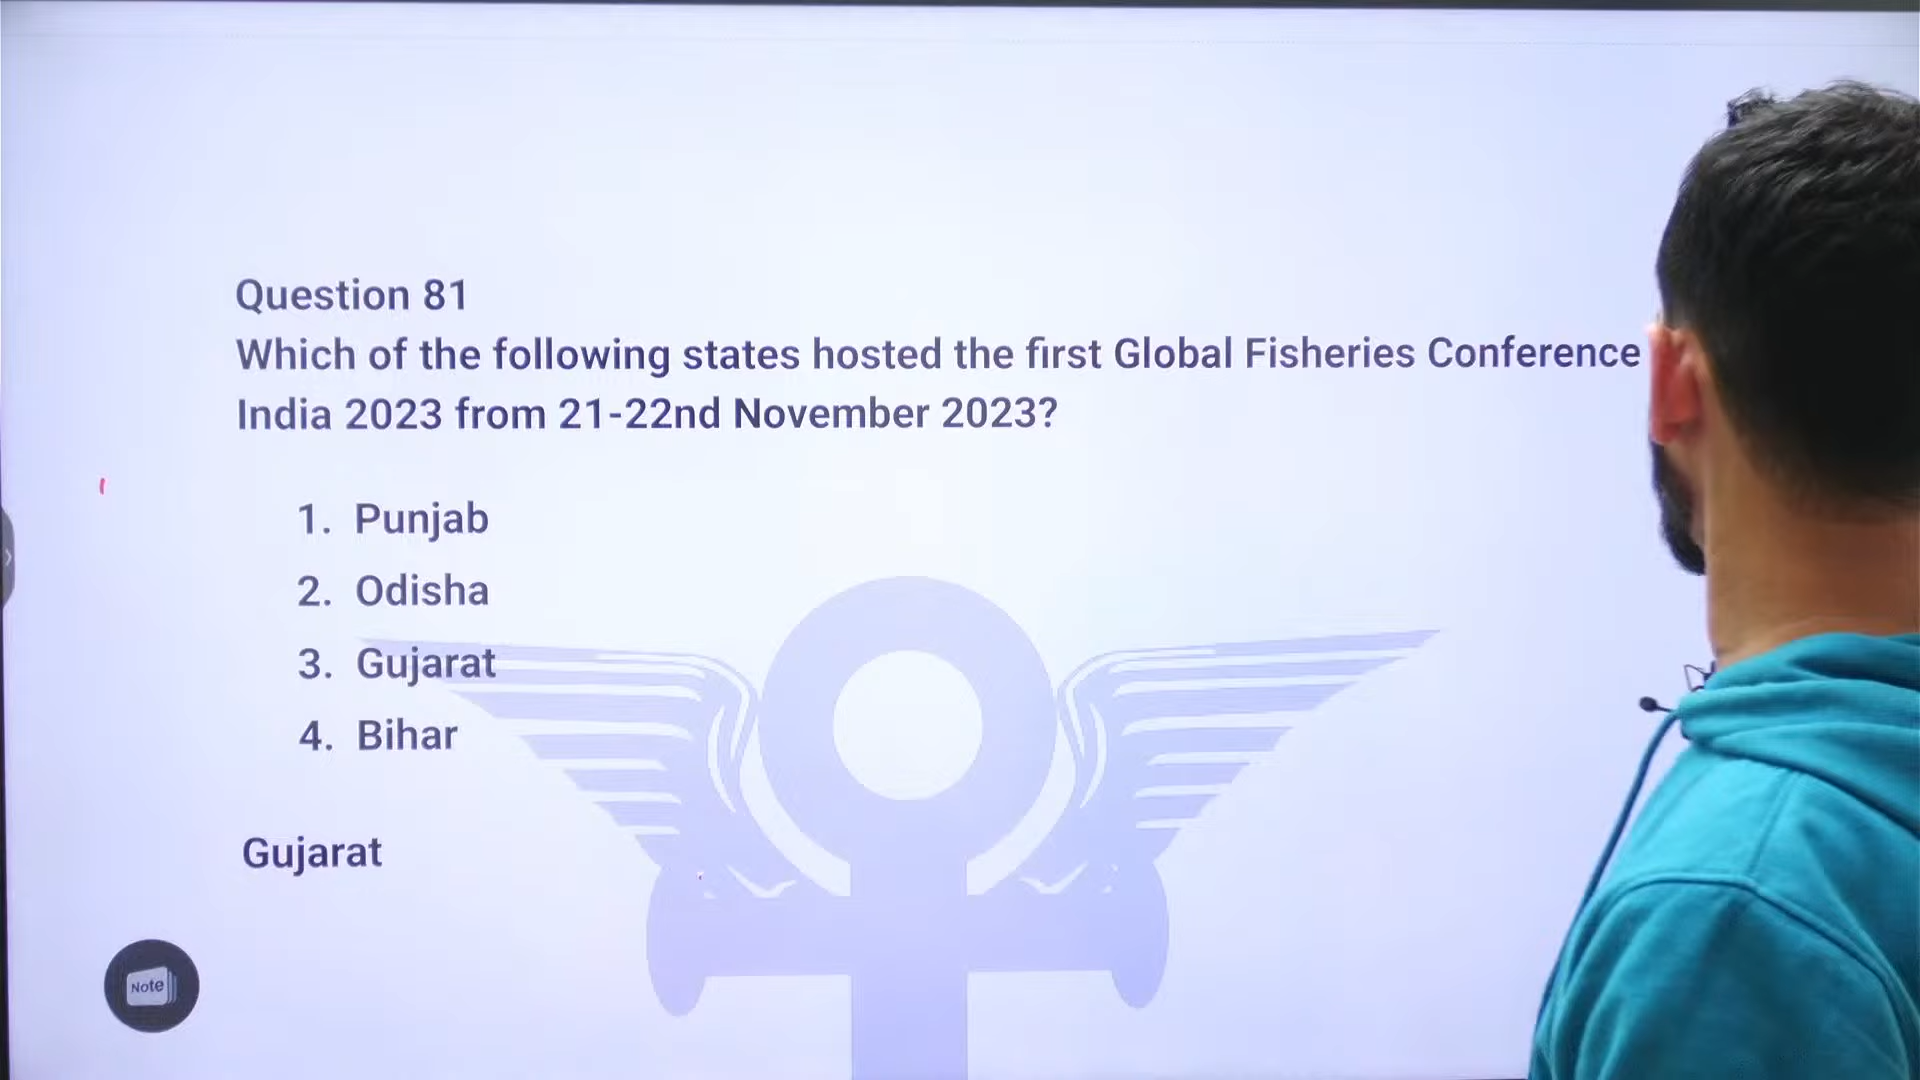 Question 81
Which of the following states hosted the first Global Fisheries Conference
India 2023 from 21-22nd November 2023?
1. Punjab
2. Odisha
3. Gujarat
4. Bihar
Gujarat
Note